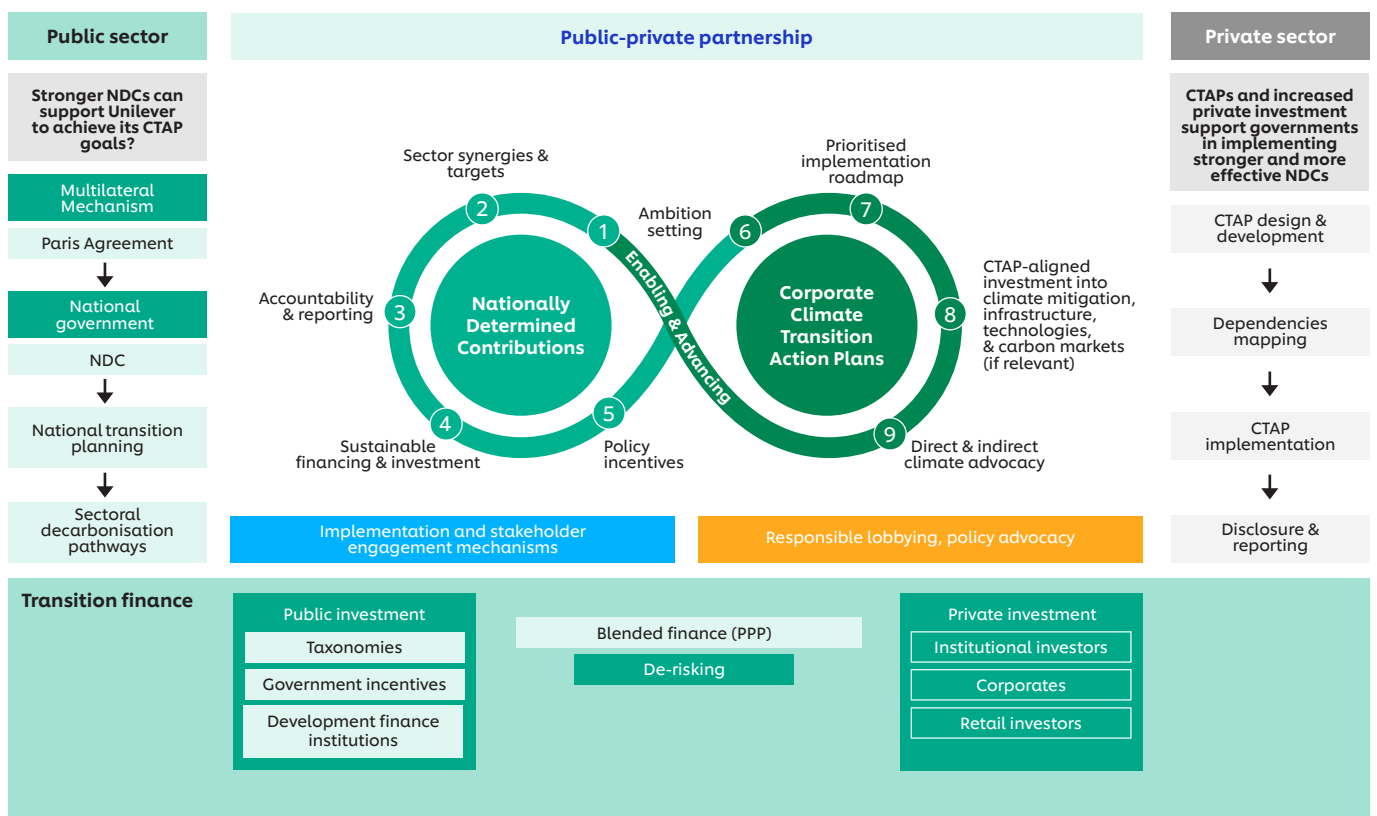 Public sector
Public-private partnership
Private sector
Stronger NDCs can
support Unilever
to achieve its CTAP
goals?
Multilateral
Mechanism
Paris Agreement
National
government
NDC
National transition
planning
Sectoral
decarbonisation
pathways
Sector synergies &
targets
Accountability
& reporting
Sustainable
financing & investment
Policy
incentives
Ambition
setting
Prioritised
implementation
roadmap
CTAP-aligned
investment into
climate mitigation,
infrastructure,
technologies,
& carbon markets
(if relevant)
Direct & indirect
climate advocacy
1
2
3
4
5
6
7
8
9
Nationally
Determined
Contributions
Enabling & Advancing
Corporate
Climate
Transition
Action Plans
Implementation and stakeholder
engagement mechanisms
Responsible lobbying, policy advocacy
CTAPs and increased
private investment
support governments
in implementing
stronger and more
effective NDCs
CTAP design &
development
Dependencies
mapping
CTAP
implementation
Disclosure &
reporting
Transition finance
Public investment
Taxonomies
Government incentives
Development finance
institutions
Blended finance (PPP)
De-risking
Private investment
Institutional investors
Corporates
Retail investors